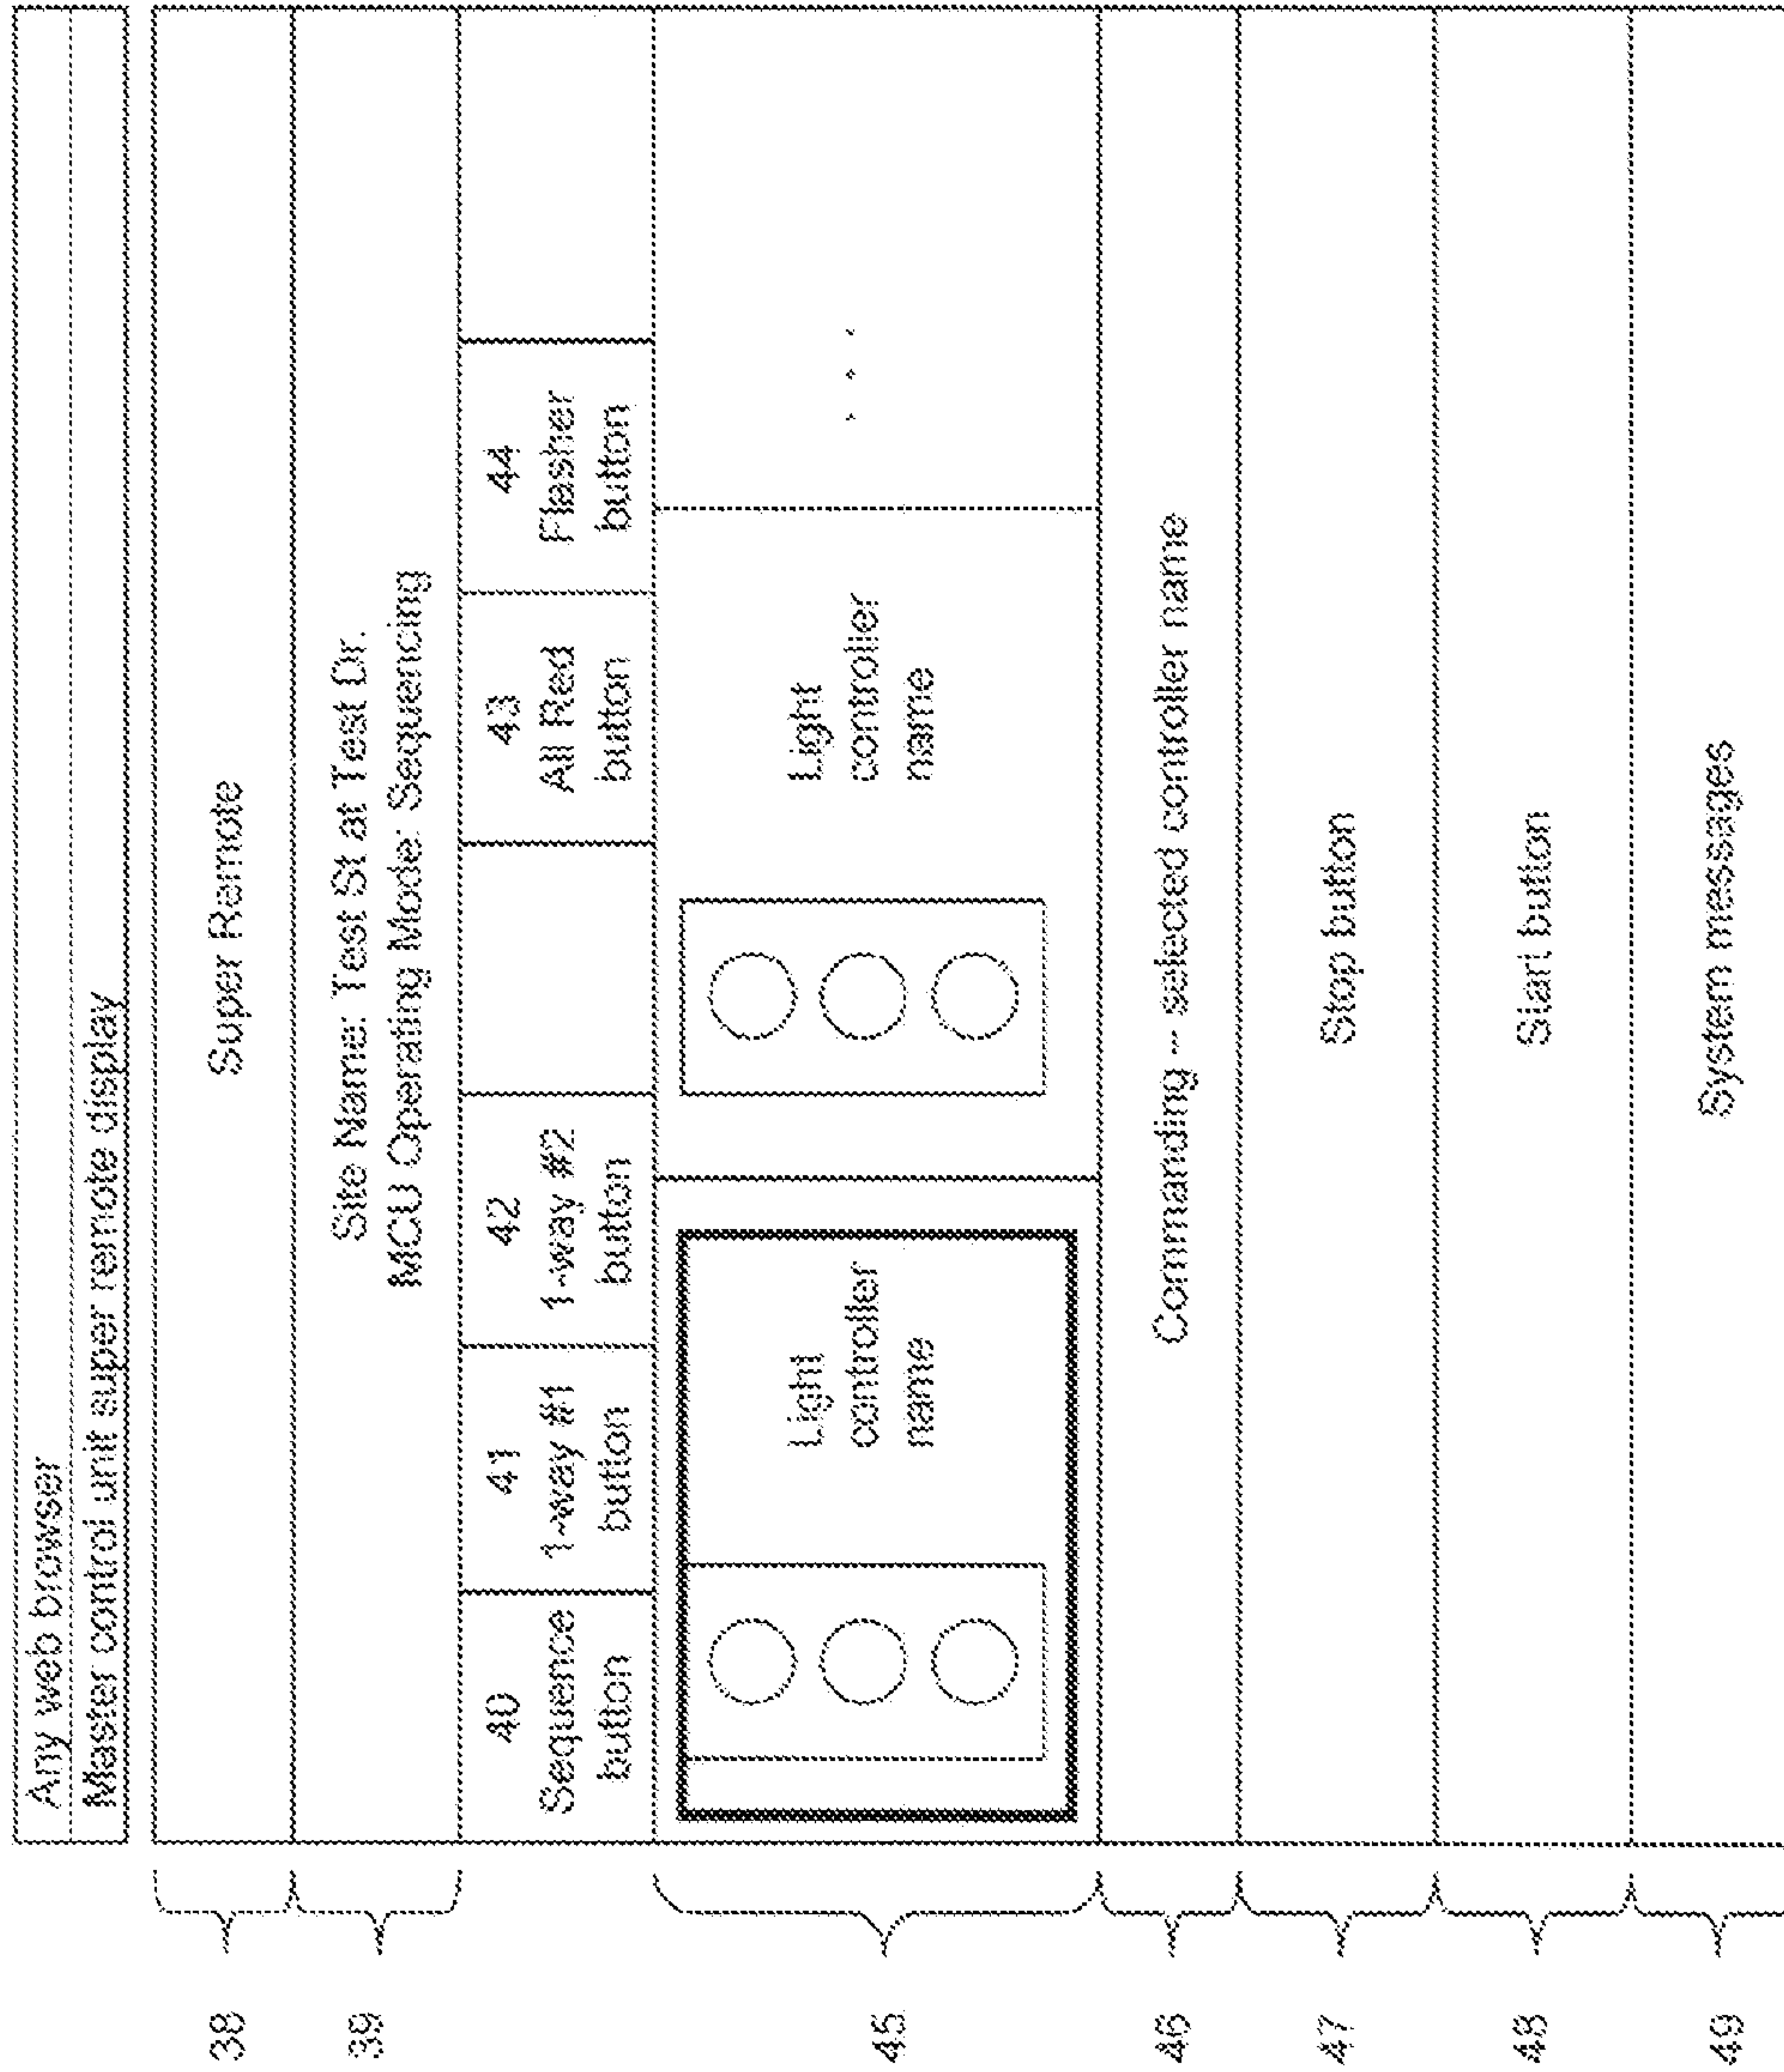 Any web browser
Master control unit super remote display
38
Super Remote
39
Site Name: Test St at Test Dr.
MCU Operating Mode: Sequencing
40
Sequence
button
41
1-way #1
button
42
1-way #2
button
43
All Red
button
44
Flasher
button
45
Light
controller
name
Light
controller
name
. . .
46
Commanding -- selected controller name
47
Stop button
48
Start button
49
System messages